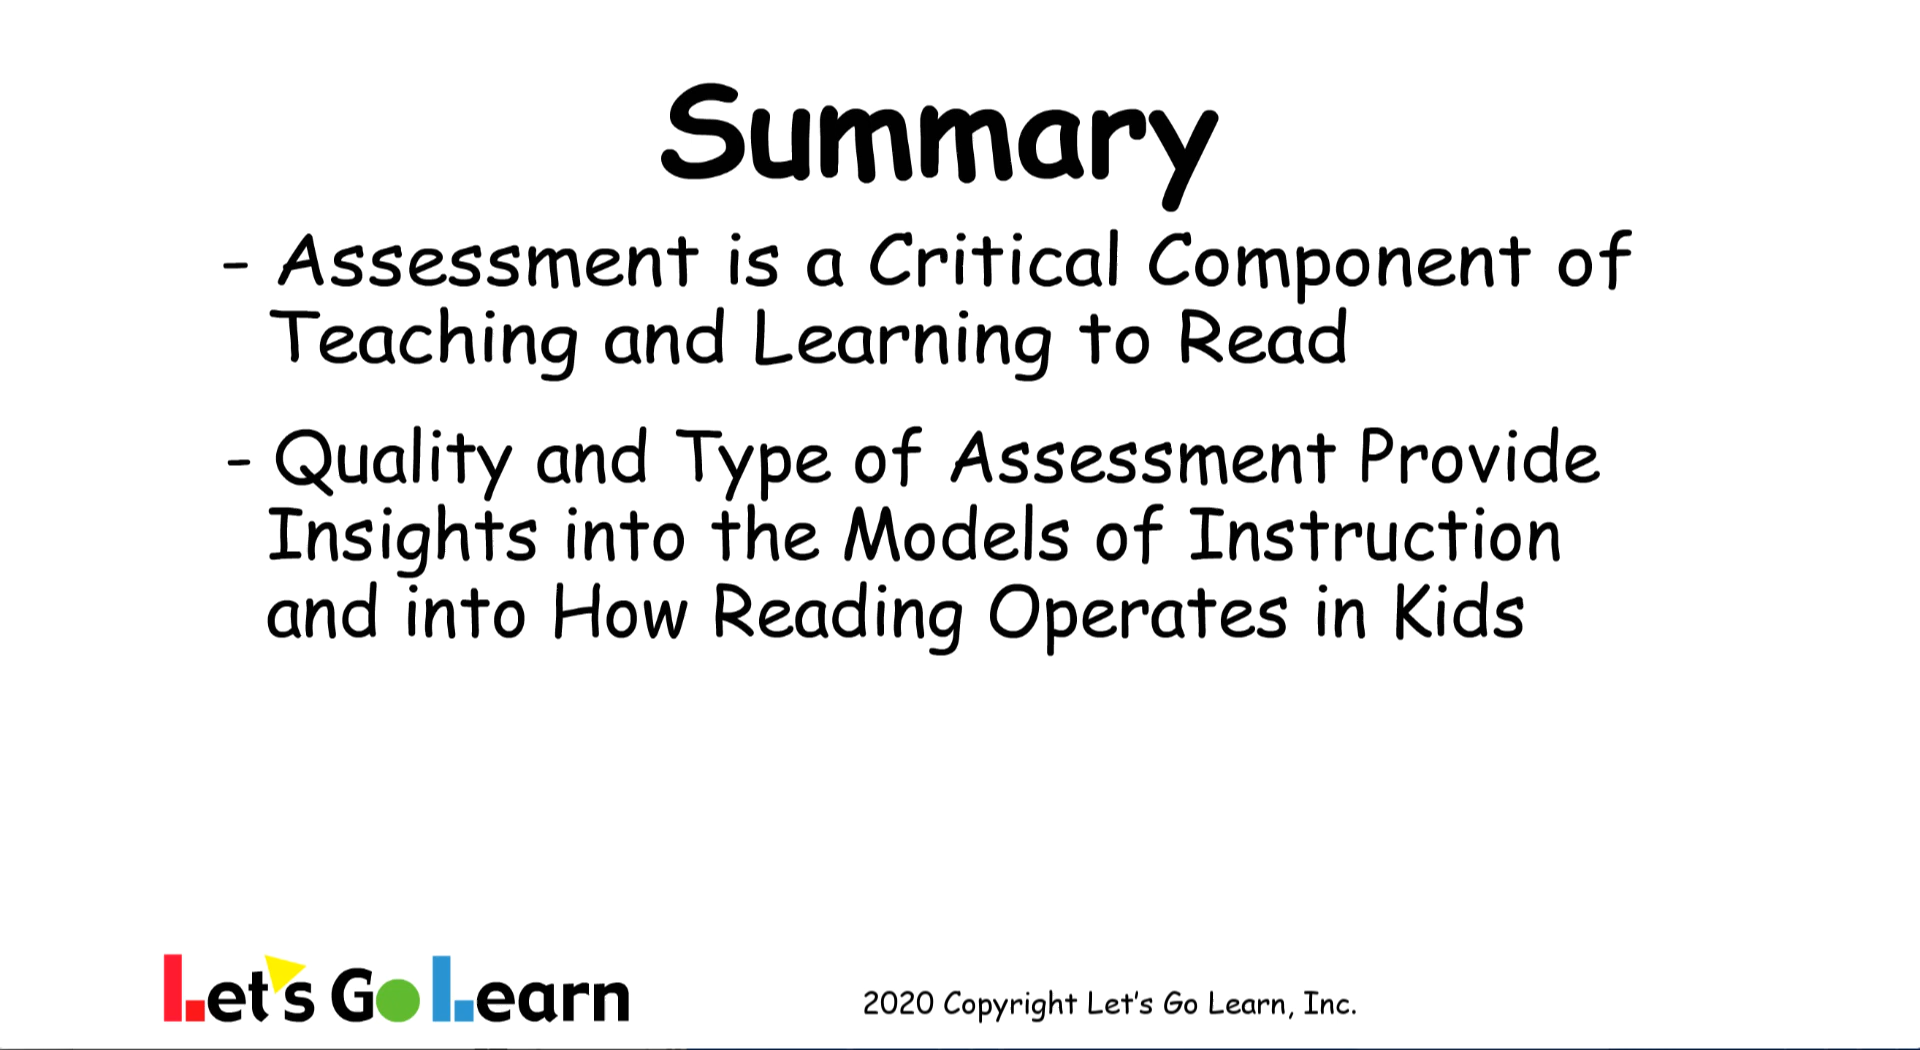 Summary
- Assessment is a Critical Component of
Teaching and Learning to Read
- Quality and Type of Assessment Provide
Insights into the Models of Instruction
and into How Reading Operates in Kids
Let's Go Learn
2020 Copyright Let's Go Learn, Inc.